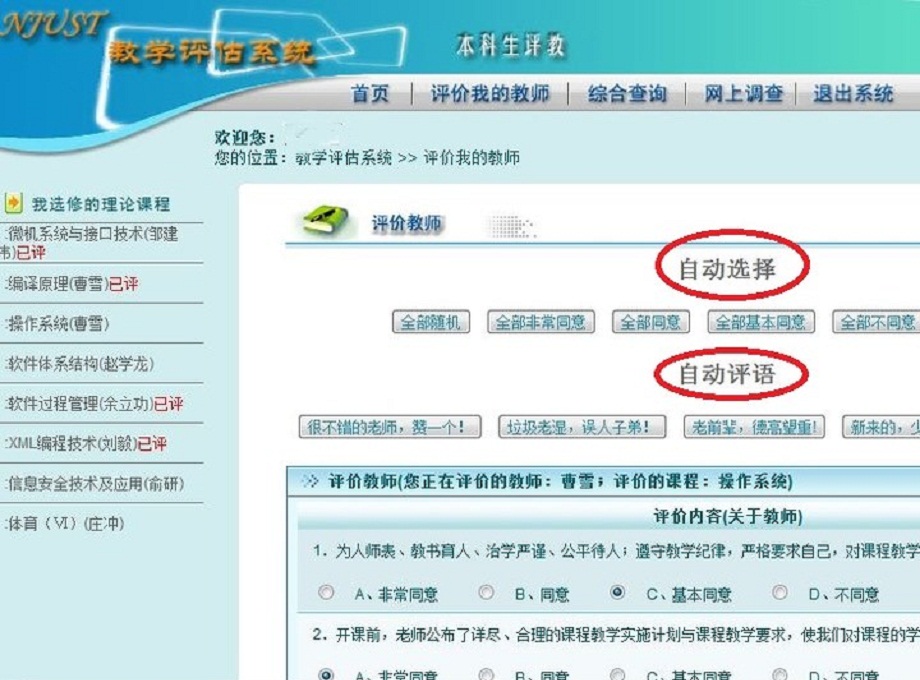 NJUST
教学评估系统
本科生评教
首页 | 评价我的教师 | 综合查询 | 网上调查 | 退出系统
欢迎您:
您的位置: 教学评估系统 >> 评价我的教师
我选修的理论课程
:微机系统与接口技术(邹建
韦)已评
:编译原理(曹雪)已评
:操作系统(曹雪)
:软件体系结构(赵学龙)
:软件过程管理(余立功)已评
:XML编程技术(刘毅)已评
:信息安全技术及应用(俞研)
:体育（Ⅵ）(庄冲)
评价教师
自动选择
全部随机 全部非常同意 全部同意 全部基本同意 全部不同意
自动评语
很不错的老师，赞一个！ 垃圾老湿，误人子弟！ 老前辈，德高望重! 新来的，少
评价教师(您正在评价的教师: 曹雪; 评价的课程: 操作系统)
评价内容(关于教师)
1. 为人师表、教书育人、治学严谨、公平待人；遵守教学纪律，严格要求自己，对课程教学
A、非常同意 B、同意 C、基本同意 D、不同意
2. 开课前，老师公布了详尽、合理的课程教学实施计划与课程教学要求，使我们对课程的学
A、非常同意 B、同意 C、基本同意 D、不同意